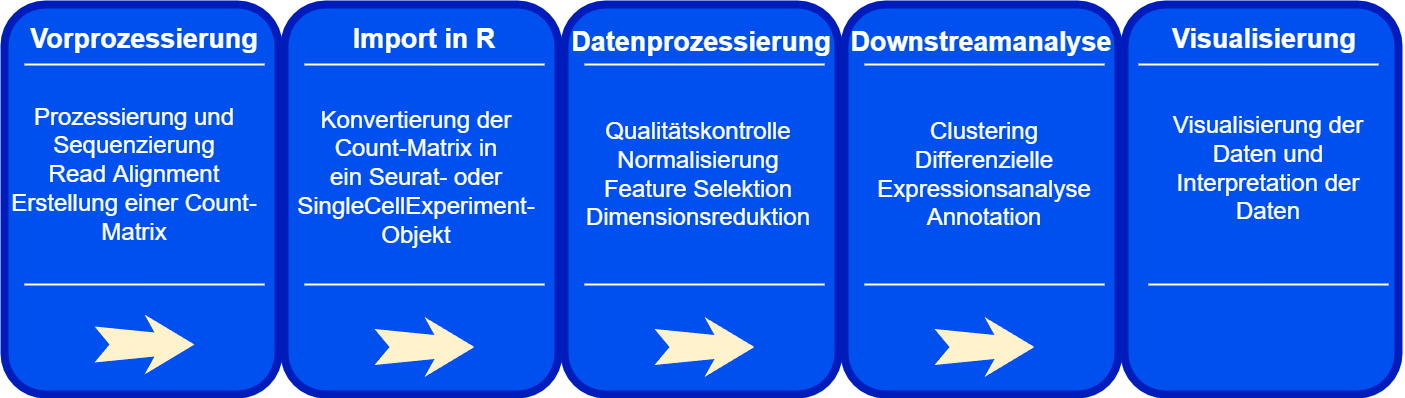 Vorprozessierung
Prozessierung und
Sequenzierung
Read Alignment
Erstellung einer Count-
Matrix
Import in R
Konvertierung der
Count-Matrix in
ein Seurat- oder
SingleCellExperiment-
Objekt
Datenprozessierung
Qualitätskontrolle
Normalisierung
Feature Selektion
Dimensionsreduktion
Downstreamanalyse
Clustering
Differenzielle
Expressionsanalyse
Annotation
Visualisierung
Visualisierung der
Daten und
Interpretation der
Daten